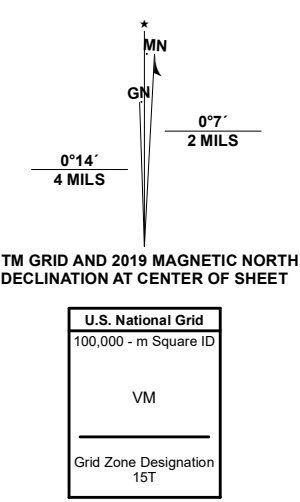 ★
MN
GN
0°7´
2 MILS
0°14´
4 MILS
TM GRID AND 2019 MAGNETIC NORTH
DECLINATION AT CENTER OF SHEET
U.S. National Grid
100,000 - m Square ID
VM
Grid Zone Designation
15T